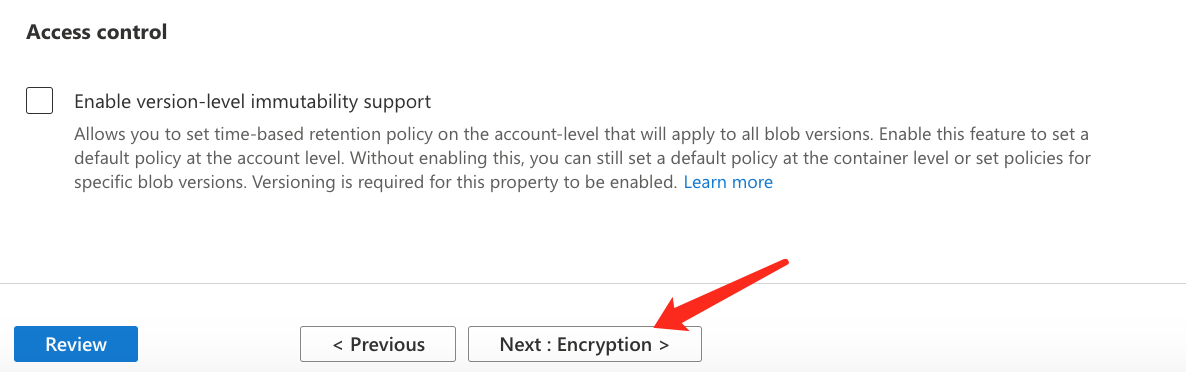 Access control
Enable version-level immutability support
Allows you to set time-based retention policy on the account-level that will apply to all blob versions. Enable this feature to set a
default policy at the account level. Without enabling this, you can still set a default policy at the container level or set policies for
specific blob versions. Versioning is required for this property to be enabled. Learn more
Review
< Previous
Next : Encryption >